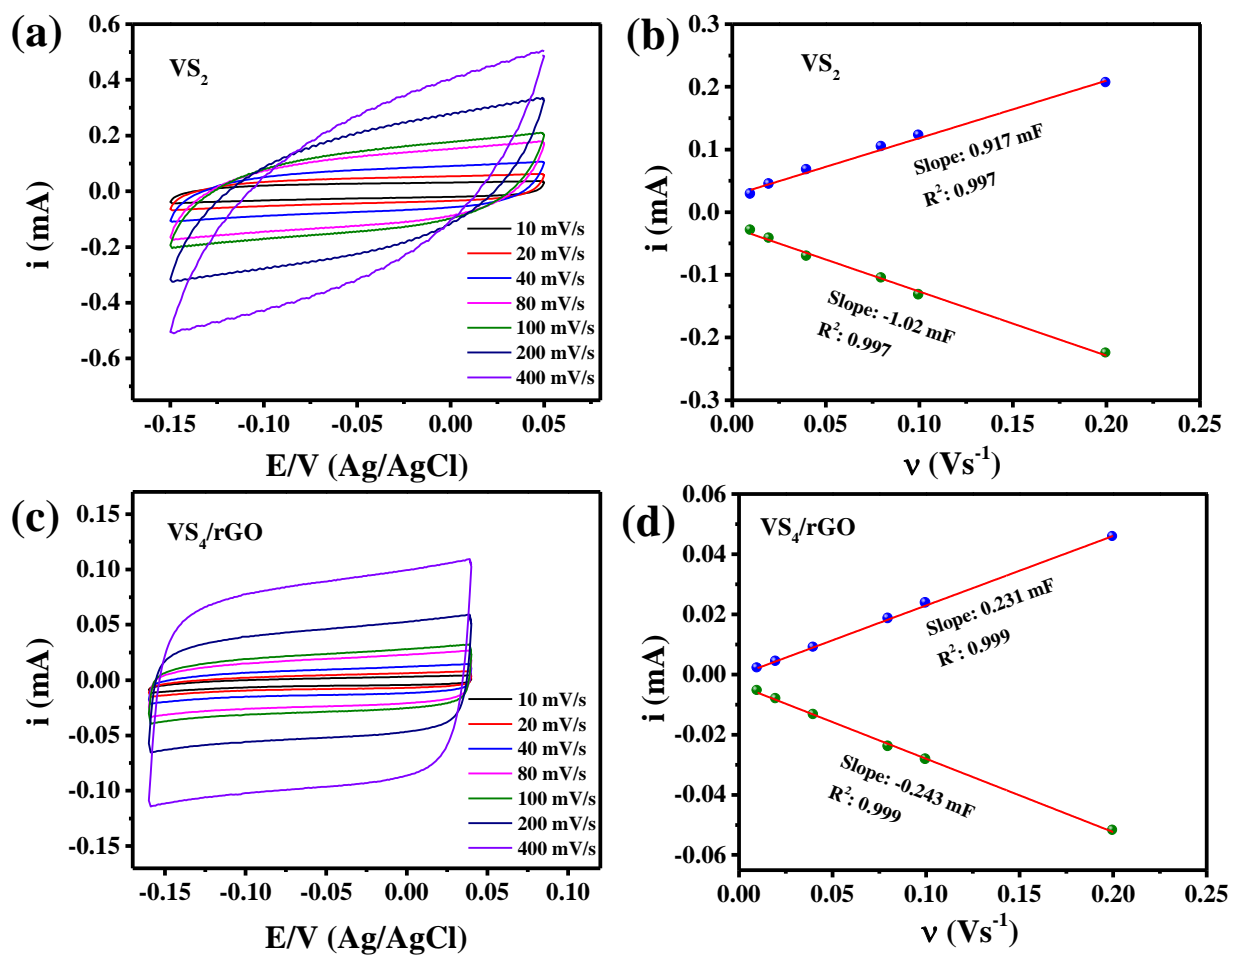 (a)
VS₂
0.6
0.4
0.2
0.0
-0.2
-0.4
-0.6
i (mA)
10 mV/s
20 mV/s
40 mV/s
80 mV/s
100 mV/s
200 mV/s
400 mV/s
-0.15
-0.10
-0.05
0.00
0.05
E/V (Ag/AgCl)
(b)
VS₂
0.3
0.2
0.1
0.0
-0.1
-0.2
-0.3
i (mA)
Slope: 0.917 mF
R²: 0.997
Slope: -1.02 mF
R²: 0.997
0.00
0.05
0.10
0.15
0.20
0.25
ν (Vs⁻¹)
(c)
VS₄/rGO
0.15
0.10
0.05
0.00
-0.05
-0.10
-0.15
i (mA)
10 mV/s
20 mV/s
40 mV/s
80 mV/s
100 mV/s
200 mV/s
400 mV/s
-0.15
-0.10
-0.05
0.00
0.05
0.10
E/V (Ag/AgCl)
(d)
VS₄/rGO
0.06
0.04
0.02
0.00
-0.02
-0.04
-0.06
i (mA)
Slope: 0.231 mF
R²: 0.999
Slope: -0.243 mF
R²: 0.999
0.00
0.05
0.10
0.15
0.20
0.25
ν (Vs⁻¹)